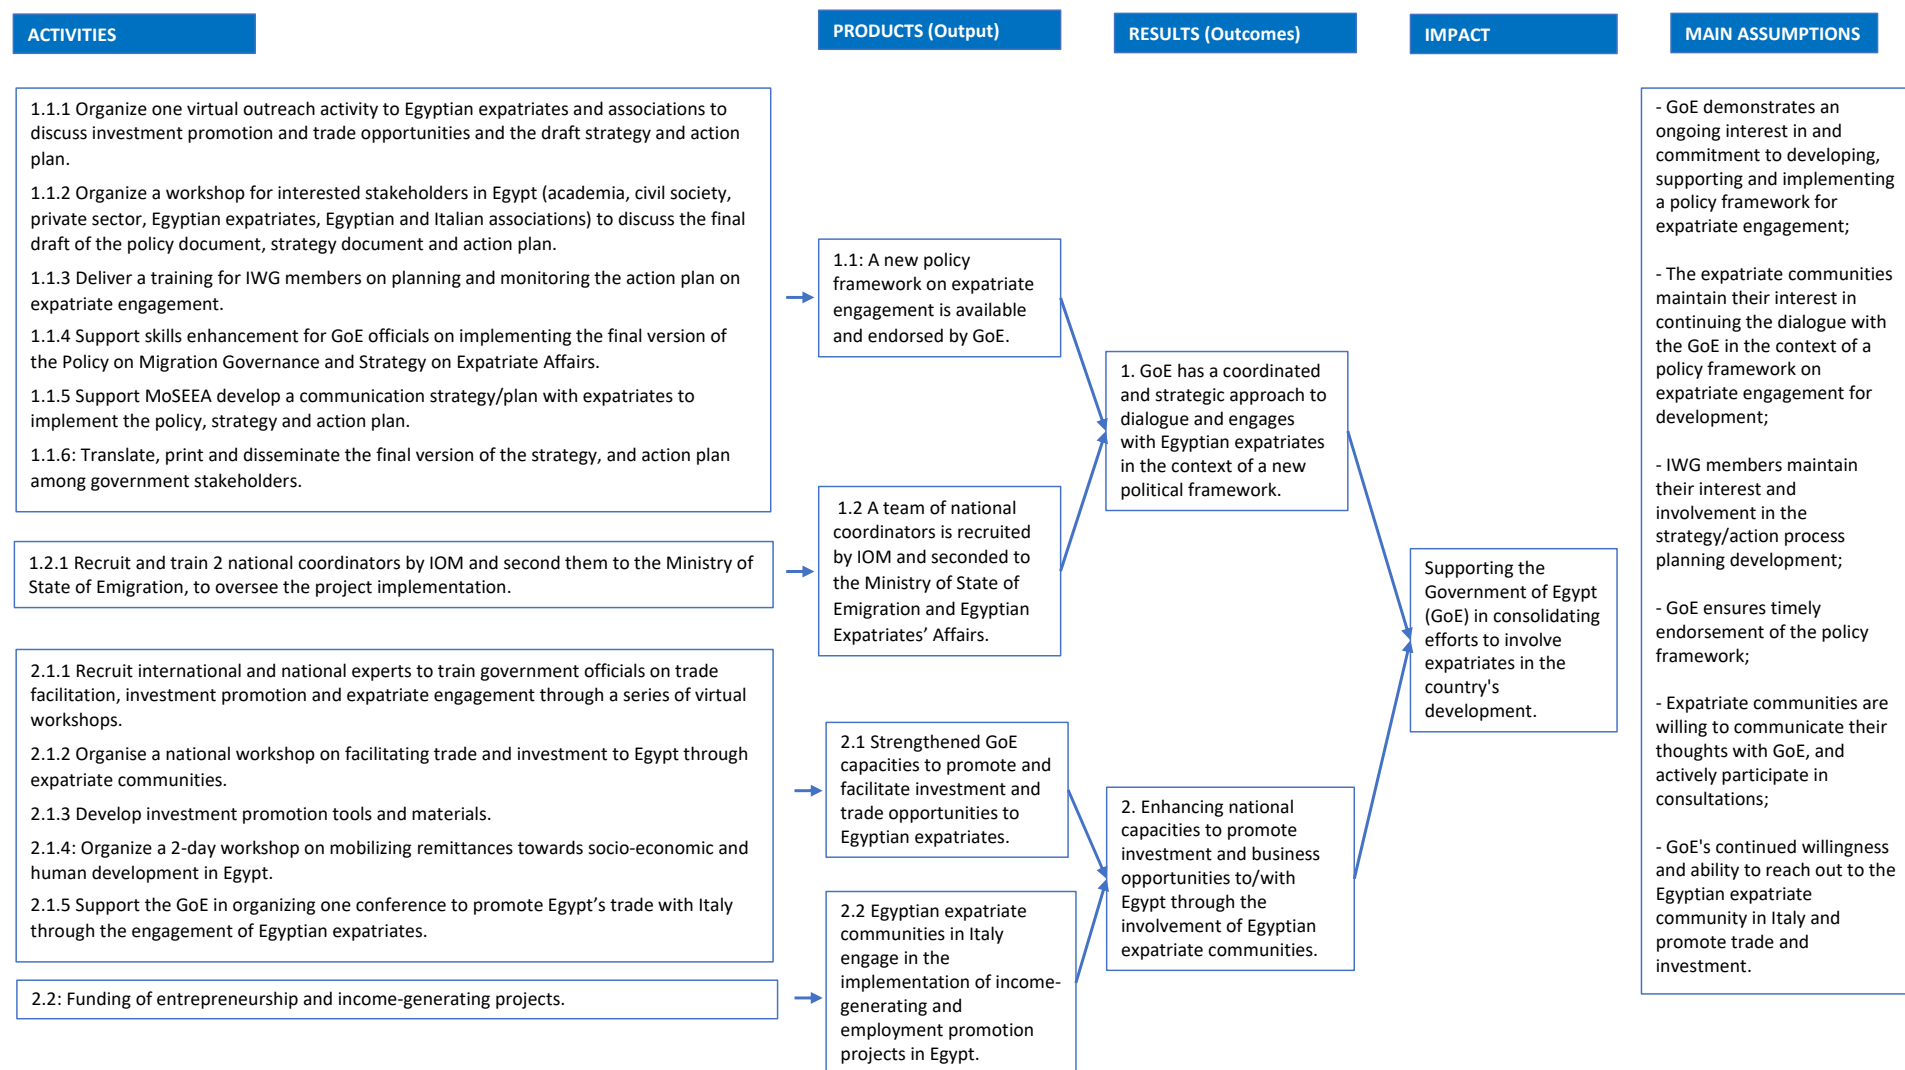 ACTIVITIES
PRODUCTS (Output)
RESULTS (Outcomes)
IMPACT
MAIN ASSUMPTIONS
1.1.1 Organize one virtual outreach activity to Egyptian expatriates and associations to
discuss investment promotion and trade opportunities and the draft strategy and action
plan.
1.1.2 Organize a workshop for interested stakeholders in Egypt (academia, civil society,
private sector, Egyptian expatriates, Egyptian and Italian associations) to discuss the final
draft of the policy document, strategy document and action plan.
1.1.3 Deliver a training for IWG members on planning and monitoring the action plan on
expatriate engagement.
1.1.4 Support skills enhancement for GoE officials on implementing the final version of
the Policy on Migration Governance and Strategy on Expatriate Affairs.
1.1.5 Support MoSEEA develop a communication strategy/plan with expatriates to
implement the policy, strategy and action plan.
1.1.6: Translate, print and disseminate the final version of the strategy, and action plan
among government stakeholders.
1.2.1 Recruit and train 2 national coordinators by IOM and second them to the Ministry of
State of Emigration, to oversee the project implementation.
2.1.1 Recruit international and national experts to train government officials on trade
facilitation, investment promotion and expatriate engagement through a series of virtual
workshops.
2.1.2 Organise a national workshop on facilitating trade and investment to Egypt through
expatriate communities.
2.1.3 Develop investment promotion tools and materials.
2.1.4: Organize a 2-day workshop on mobilizing remittances towards socio-economic and
human development in Egypt.
2.1.5 Support the GoE in organizing one conference to promote Egypt’s trade with Italy
through the engagement of Egyptian expatriates.
2.2: Funding of entrepreneurship and income-generating projects.
1.1: A new policy
framework on expatriate
engagement is available
and endorsed by GoE.
1.2 A team of national
coordinators is recruited
by IOM and seconded to
the Ministry of State of
Emigration and Egyptian
Expatriates’ Affairs.
2.1 Strengthened GoE
capacities to promote and
facilitate investment and
trade opportunities to
Egyptian expatriates.
2.2 Egyptian expatriate
communities in Italy
engage in the
implementation of income-
generating and
employment promotion
projects in Egypt.
1. GoE has a coordinated
and strategic approach to
dialogue and engages
with Egyptian expatriates
in the context of a new
political framework.
2. Enhancing national
capacities to promote
investment and business
opportunities to/with
Egypt through the
involvement of Egyptian
expatriate communities.
Supporting the
Government of Egypt
(GoE) in consolidating
efforts to involve
expatriates in the
country's
development.
- GoE demonstrates an
ongoing interest in and
commitment to developing,
supporting and implementing
a policy framework for
expatriate engagement;
- The expatriate communities
maintain their interest in
continuing the dialogue with
the GoE in the context of a
policy framework on
expatriate engagement for
development;
- IWG members maintain
their interest and
involvement in the
strategy/action process
planning development;
- GoE ensures timely
endorsement of the policy
framework;
- Expatriate communities are
willing to communicate their
thoughts with GoE, and
actively participate in
consultations;
- GoE's continued willingness
and ability to reach out to the
Egyptian expatriate
community in Italy and
promote trade and
investment.